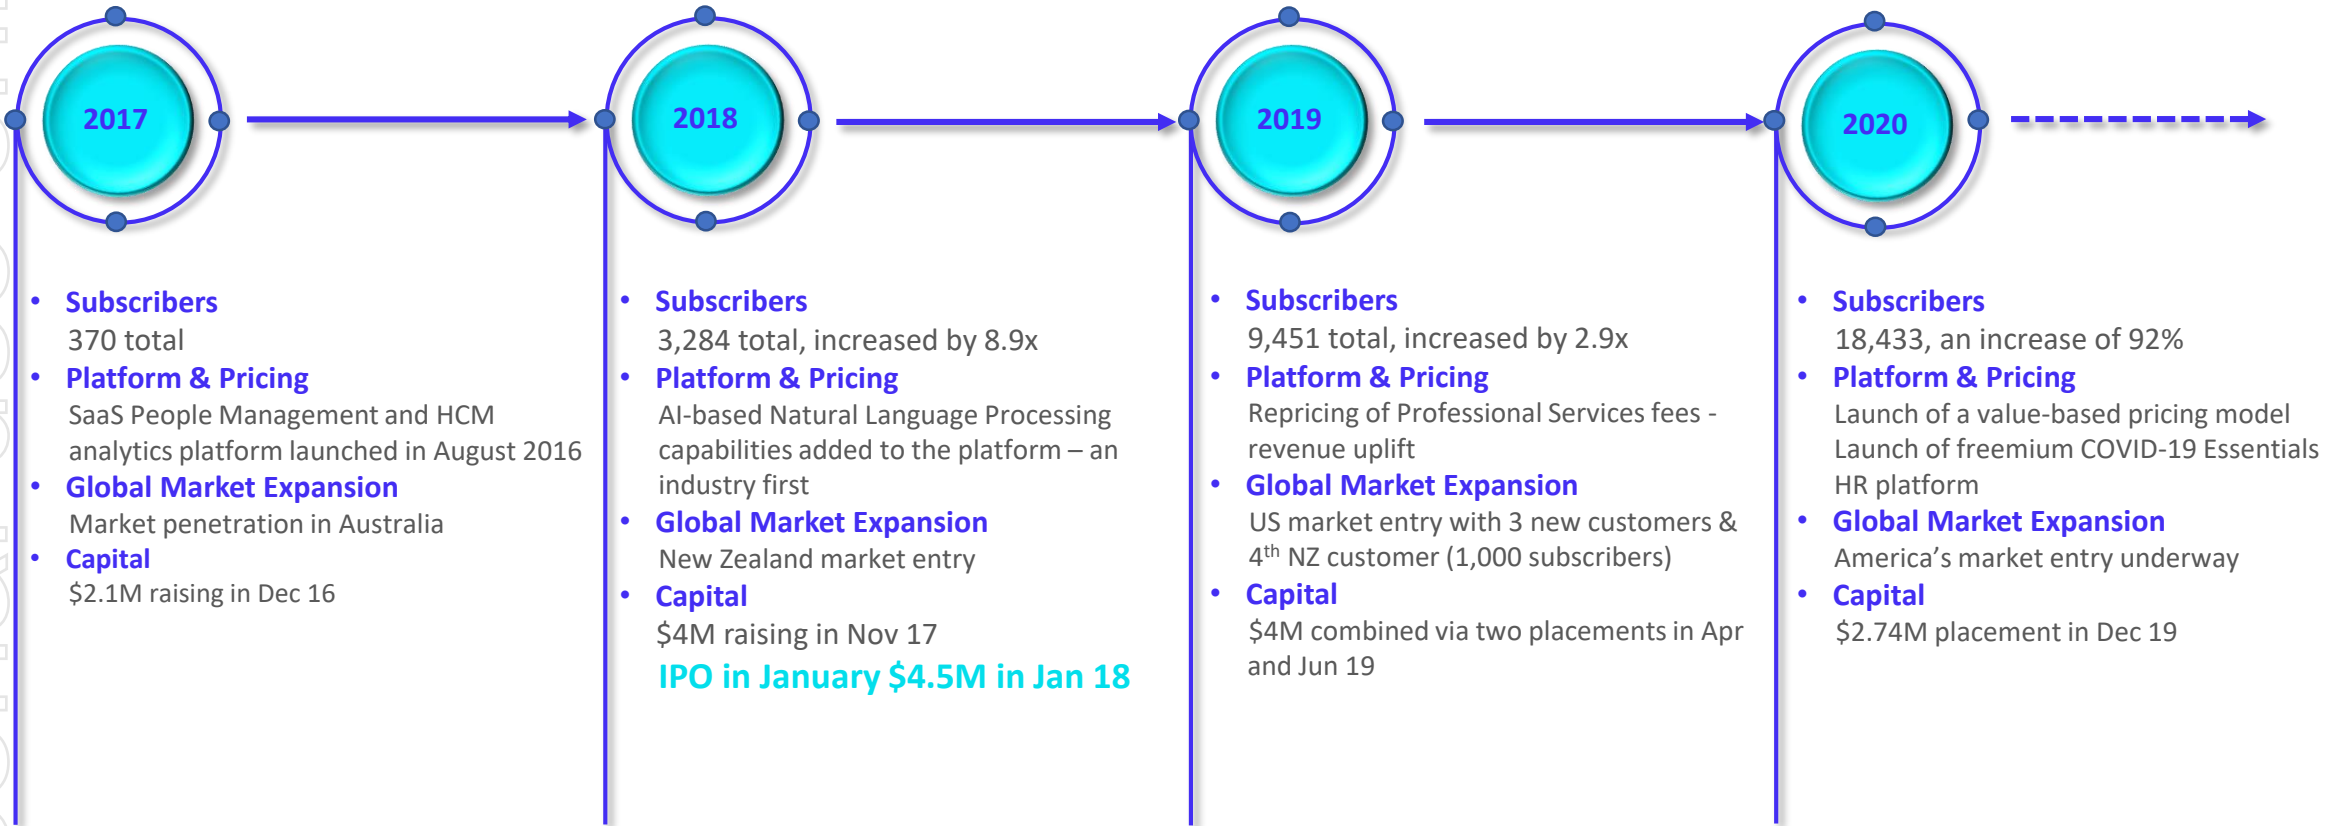 2017
• Subscribers
370 total
• Platform & Pricing
SaaS People Management and HCM
analytics platform launched in August 2016
• Global Market Expansion
Market penetration in Australia
• Capital
$2.1M raising in Dec 16
2018
• Subscribers
3,284 total, increased by 8.9x
• Platform & Pricing
AI-based Natural Language Processing
capabilities added to the platform – an
industry first
• Global Market Expansion
New Zealand market entry
• Capital
$4M raising in Nov 17
IPO in January $4.5M in Jan 18
2019
• Subscribers
9,451 total, increased by 2.9x
• Platform & Pricing
Repricing of Professional Services fees -
revenue uplift
• Global Market Expansion
US market entry with 3 new customers &
4th NZ customer (1,000 subscribers)
• Capital
$4M combined via two placements in Apr
and Jun 19
2020
• Subscribers
18,433, an increase of 92%
• Platform & Pricing
Launch of a value-based pricing model
Launch of freemium COVID-19 Essentials
HR platform
• Global Market Expansion
America’s market entry underway
• Capital
$2.74M placement in Dec 19